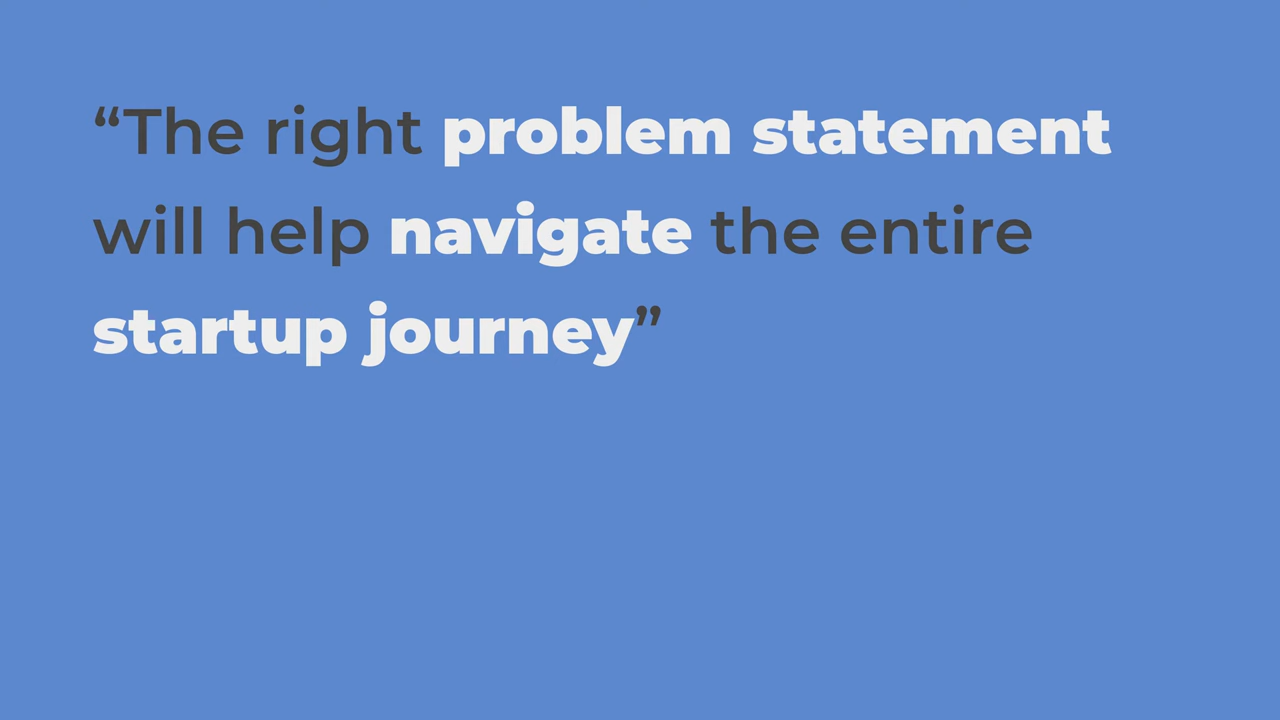 “The right problem statement
will help navigate the entire
startup journey”